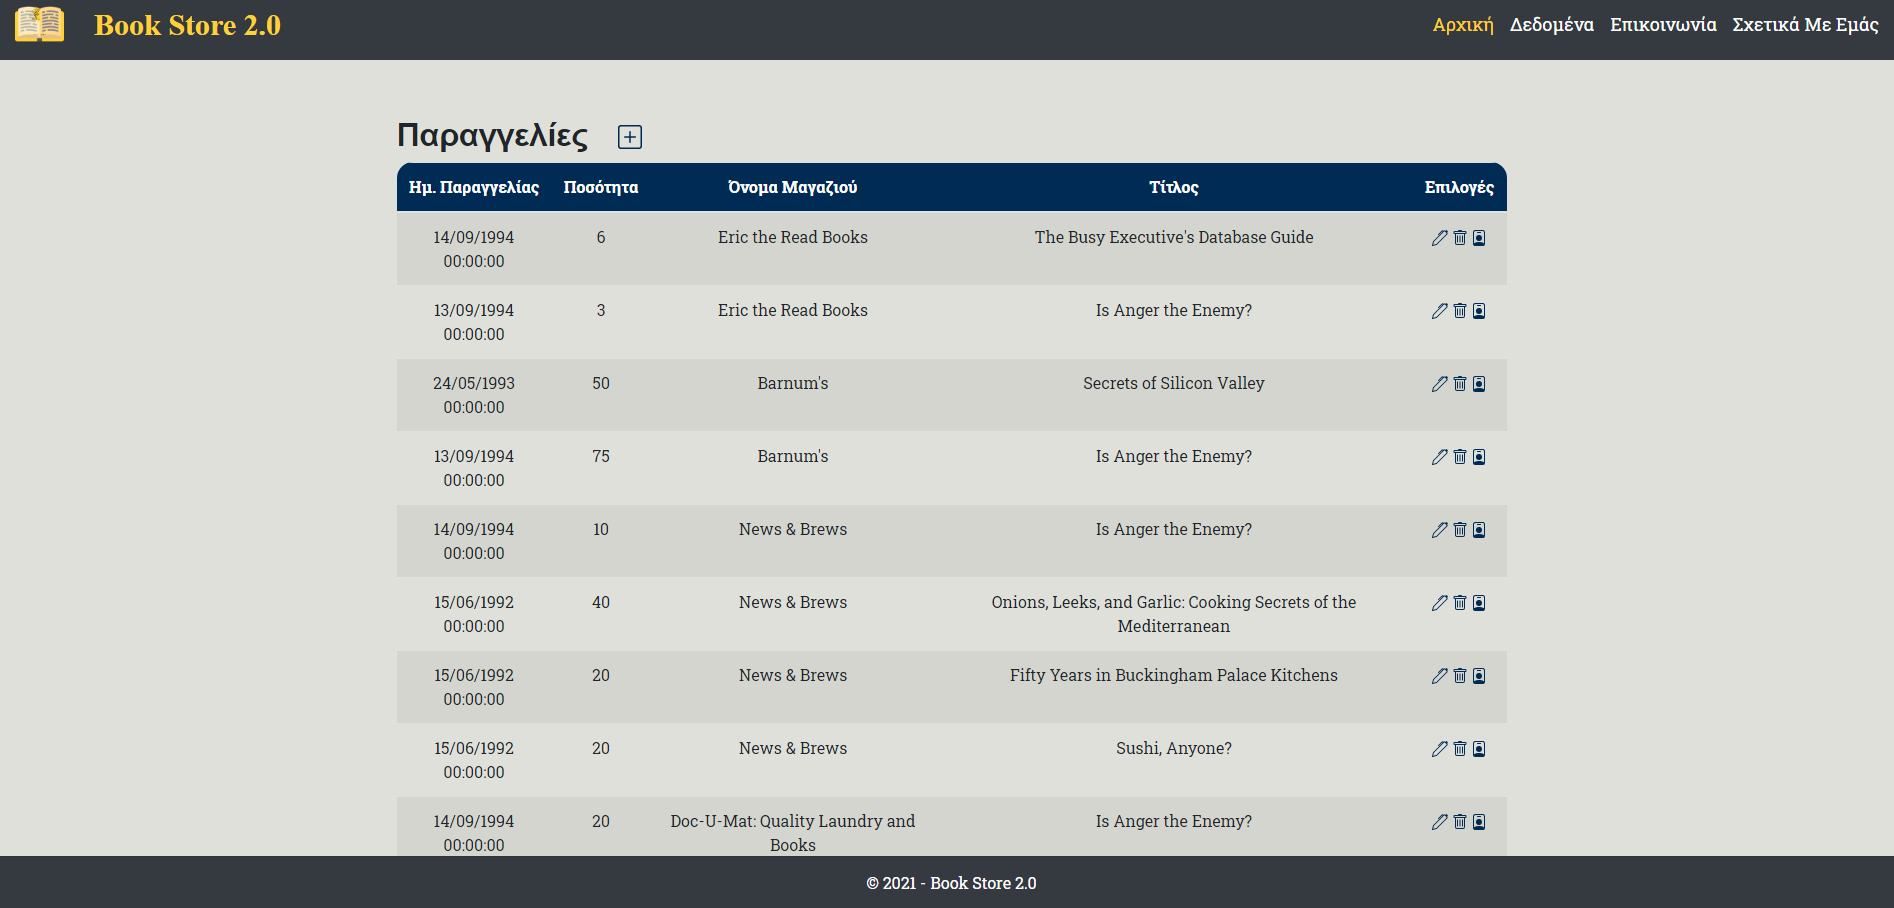 Book Store 2.0
Αρχική Δεδομένα Επικοινωνία Σχετικά Με Εμάς
Παραγγελίες
Ημ. Παραγγελίας Ποσότητα Όνομα Μαγαζιού Τίτλος Επιλογές
14/09/1994 6 Eric the Read Books The Busy Executive's Database Guide
00:00:00
13/09/1994 3 Eric the Read Books Is Anger the Enemy?
00:00:00
24/05/1993 50 Barnum's Secrets of Silicon Valley
00:00:00
13/09/1994 75 Barnum's Is Anger the Enemy?
00:00:00
14/09/1994 10 News & Brews Is Anger the Enemy?
00:00:00
15/06/1992 40 News & Brews Onions, Leeks, and Garlic: Cooking Secrets of the
00:00:00 Mediterranean
15/06/1992 20 News & Brews Fifty Years in Buckingham Palace Kitchens
00:00:00
15/06/1992 20 News & Brews Sushi, Anyone?
00:00:00
14/09/1994 20 Doc-U-Mat: Quality Laundry and Is Anger the Enemy?
00:00:00 Books
© 2021 - Book Store 2.0